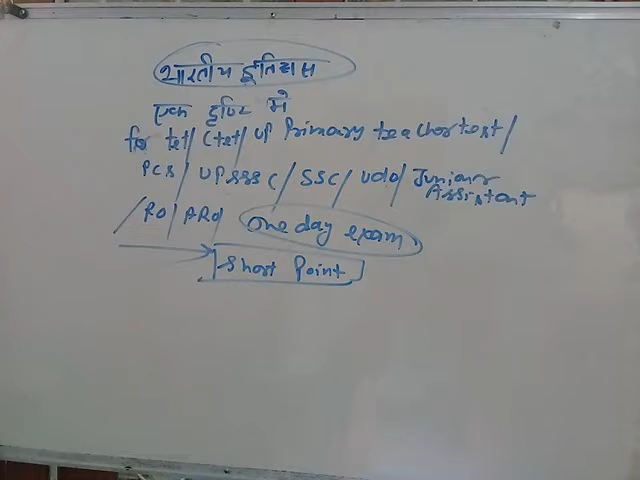 भारतीय इतिहास
एक दृष्टि में
for tet/ Ctet/ UP Primary teacher test/
PCS/ UPSSSC/ SSC/ VDO/ Junior
Assistant
/RO/ ARO/ one day exam
Short Point